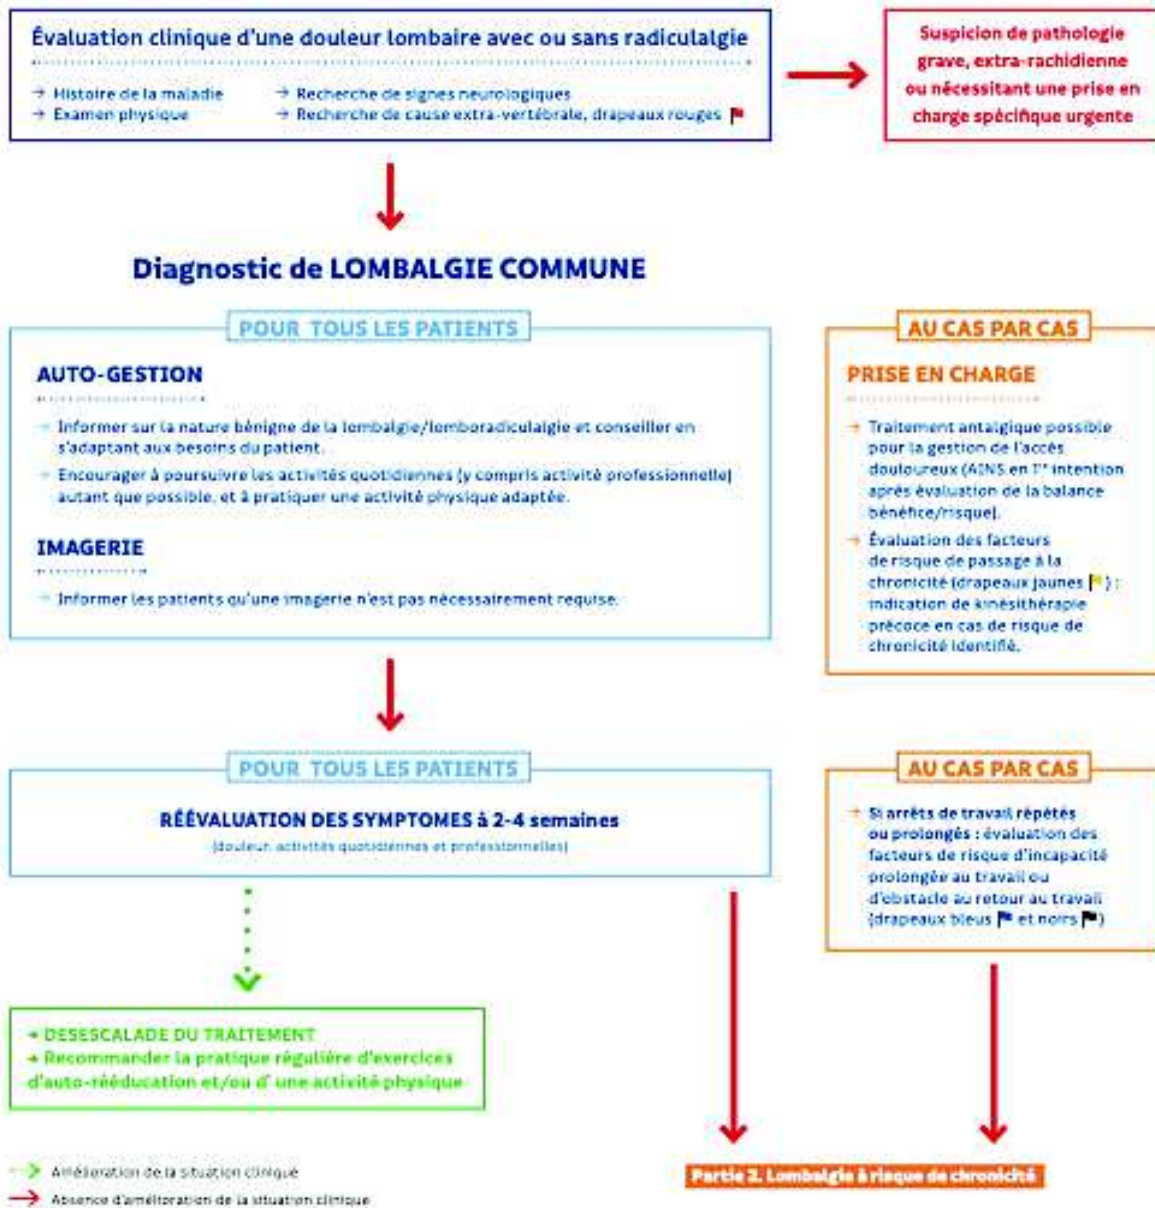 Évaluation clinique d'une douleur lombaire avec ou sans radiculalgie
→ Histoire de la maladie
→ Examen physique
→ Recherche de signes neurologiques
→ Recherche de cause extra-vertébrale, drapeaux rouges
Suspicion de pathologie
grave, extra-rachidienne
ou nécessitant une prise en
charge spécifique urgente
Diagnostic de LOMBALGIE COMMUNE
POUR TOUS LES PATIENTS
AUTO-GESTION
→ Informer sur la nature bénigne de la lombalgie/lomboradiculalgie et conseiller en
s'adaptant aux besoins du patient.
→ Encourager à poursuivre les activités quotidiennes (y compris activité professionnelle)
autant que possible, et à pratiquer une activité physique adaptée.
IMAGERIE
→ Informer les patients qu'une imagerie n'est pas nécessairement requise.
AU CAS PAR CAS
PRISE EN CHARGE
→ Traitement antalgique possible
pour la gestion de l'accès
douloureux (AINS en 1re intention
après évaluation de la balance
bénéfice/risque).
→ Évaluation des facteurs
de risque de passage à la
chronicité (drapeaux jaunes ) :
indication de kinésithérapie
précoce en cas de risque de
chronicité identifié.
POUR TOUS LES PATIENTS
RÉÉVALUATION DES SYMPTOMES à 2-4 semaines
(douleur, activités quotidiennes et professionnelles)
AU CAS PAR CAS
→ Si arrêts de travail répétés
ou prolongés : évaluation des
facteurs de risque d'incapacité
prolongée au travail ou
d'obstacle au retour au travail
(drapeaux bleus et noirs )
→ DESESCALADE DU TRAITEMENT
→ Recommander la pratique régulière d'exercices
d'auto-rééducation et/ou d' une activité physique
Amélioration de la situation clinique
Absence d'amélioration de la situation clinique
Partie 2. Lombalgie à risque de chronicité